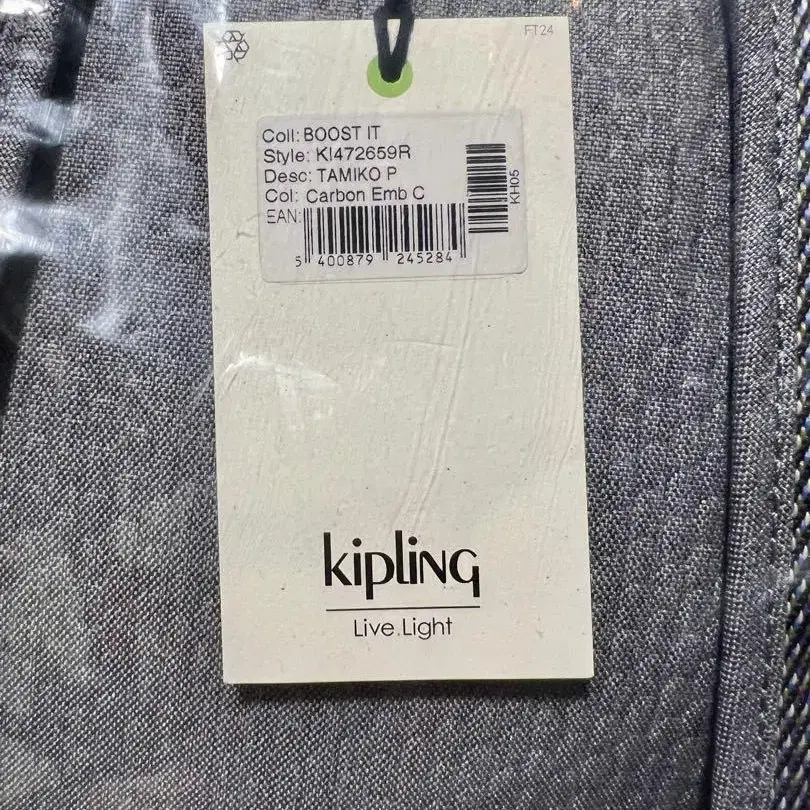 FT24
Coll: BOOST IT
Style: KI472659R
Desc: TAMIKO P
Col: Carbon Emb C
EAN:
5 400879 245284
KH05
kipling
Live.Light